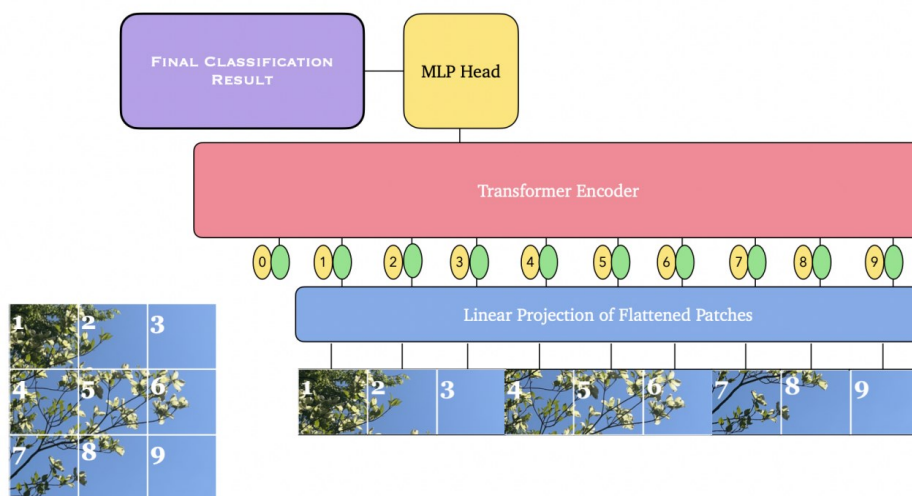 FINAL CLASSIFICATION
RESULT
MLP Head
Transformer Encoder
0 1 2 3 4 5 6 7 8 9
Linear Projection of Flattened Patches
1 2 3
4 5 6
7 8 9
1 2 3 4 5 6 7 8 9